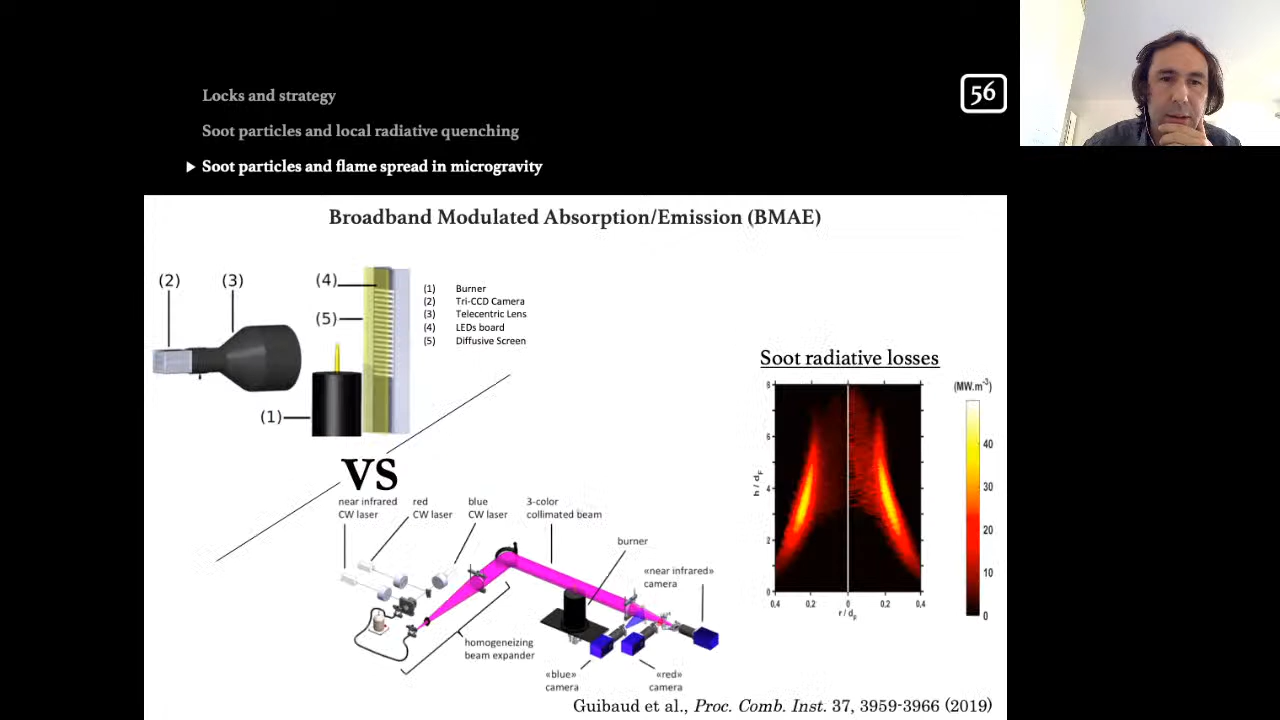 Locks and strategy
56
Soot particles and local radiative quenching
▶ Soot particles and flame spread in microgravity
Broadband Modulated Absorption/Emission (BMAE)
(2)
(3)
(4)
(5)
(1)
(1) Burner
(2) Tri-CCD Camera
(3) Telecentric Lens
(4) LEDs board
(5) Diffusive Screen
VS
near infrared
CW laser
red
CW laser
blue
CW laser
3-color
collimated beam
burner
«near infrared»
camera
homogeneizing
beam expander
«blue»
camera
«red»
camera
Soot radiative losses
(MW.m-3)
8
6
4
2
0
h / dF
0,4 0,2 0 0,2 0,4
r / dF
40
30
20
10
0
Guibaud et al., Proc. Comb. Inst. 37, 3959-3966 (2019)